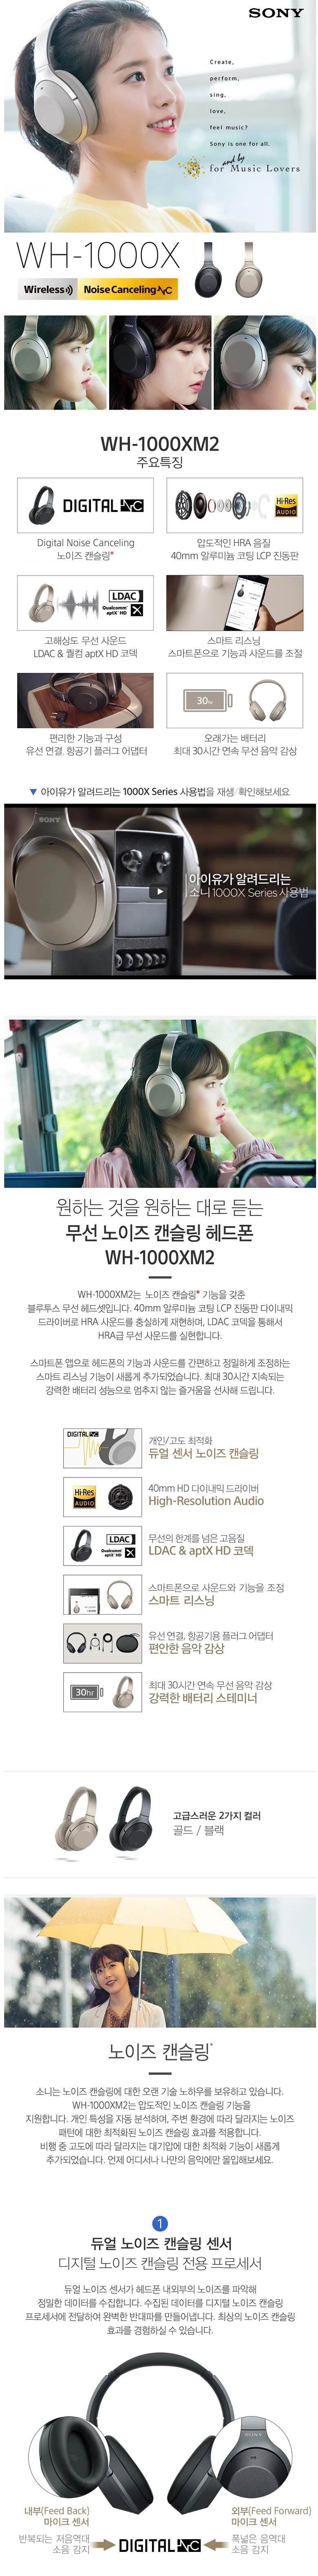 SONY
Create,
perform,
sing,
love,
feel music?
Sony is one for all.
and by
for Music Lovers
WH-1000X
Wireless
Noise Canceling
WH-1000XM2
주요특징
DIGITAL NC
Hi-Res
AUDIO
Digital Noise Canceling
노이즈 캔슬링*
압도적인 HRA 음질
40mm 알루미늄 코팅 LCP 진동판
LDAC
Qualcomm
aptX HD
고해상도 무선 사운드
LDAC & 퀄컴 aptX HD 코덱
스마트 리스닝
스마트폰으로 기능과 사운드를 조절
30hr
편리한 기능과 구성
유선 연결, 항공기 플러그 어댑터
오래가는 배터리
최대 30시간 연속 무선 음악 감상
▼ 아이유가 알려드리는 1000X Series 사용법을 재생/확인해보세요
SONY
아이유가 알려드리는
소니 1000X Series 사용법
원하는 것을 원하는 대로 듣는
무선 노이즈 캔슬링 헤드폰
WH-1000XM2
WH-1000XM2는 노이즈 캔슬링* 기능을 갖춘
블루투스 무선 헤드셋입니다. 40mm 알루미늄 코팅 LCP 진동판 다이내믹
드라이버로 HRA 사운드를 충실하게 재현하며, LDAC 코덱을 통해서
HRA급 무선 사운드를 실현합니다.
스마트폰 앱으로 헤드폰의 기능과 사운드를 간편하고 정밀하게 조정하는
스마트 리스닝 기능이 새롭게 추가되었습니다. 최대 30시간 지속되는
강력한 배터리 성능으로 멈추지 않는 즐거움을 선사해 드립니다.
DIGITAL NC
개인/고도 최적화
듀얼 센서 노이즈 캔슬링
Hi-Res
AUDIO
40mm HD 다이내믹 드라이버
High-Resolution Audio
LDAC
Qualcomm
aptX HD
무선의 한계를 넘은 고음질
LDAC & aptX HD 코덱
스마트폰으로 사운드와 기능을 조정
스마트 리스닝
유선 연결, 항공기용 플러그 어댑터
편안한 음악 감상
30hr
최대 30시간 연속 무선 음악 감상
강력한 배터리 스테미너
고급스러운 2가지 컬러
골드 / 블랙
노이즈 캔슬링*
소니는 노이즈 캔슬링에 대한 오랜 기술 노하우를 보유하고 있습니다.
WH-1000XM2는 압도적인 노이즈 캔슬링 기능을
지원합니다. 개인 특성을 자동 분석하며, 주변 환경에 따라 달라지는 노이즈
패턴에 대한 최적화된 노이즈 캔슬링 효과를 적용합니다.
비행 중 고도에 따라 달라지는 대기압에 대한 최적화 기능이 새롭게
추가되었습니다. 언제 어디서나 나만의 음악에만 몰입해보세요.
1
듀얼 노이즈 캔슬링 센서
디지털 노이즈 캔슬링 전용 프로세서
듀얼 노이즈 센서가 헤드폰 내외부의 노이즈를 파악해
정밀한 데이터를 수집합니다. 수집된 데이터를 디지털 노이즈 캔슬링
프로세서에 전달하여 완벽한 반대파를 만들어냅니다. 최상의 노이즈 캔슬링
효과를 경험하실 수 있습니다.
SONY
내부(Feed Back)
마이크 센서
외부(Feed Forward)
마이크 센서
반복되는 저음역대
소음 감지
DIGITAL NC
폭넓은 음역대
소음 감지